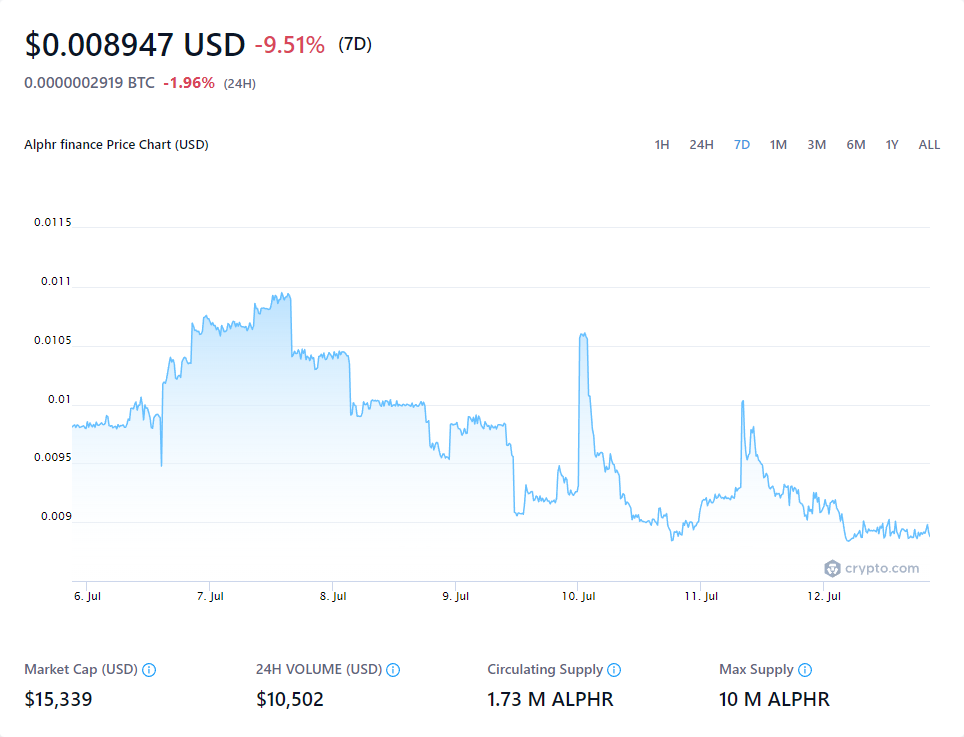 $0.008947 USD -9.51% (7D)
0.0000002919 BTC -1.96% (24H)
Alphr finance Price Chart (USD) 1H 24H 7D 1M 3M 6M 1Y ALL
0.0115
0.011
0.0105
0.01
0.0095
0.009
crypto.com
6. Jul 7. Jul 8. Jul 9. Jul 10. Jul 11. Jul 12. Jul
Market Cap (USD) 24H VOLUME (USD) Circulating Supply Max Supply
$15,339 $10,502 1.73 M ALPHR 10 M ALPHR